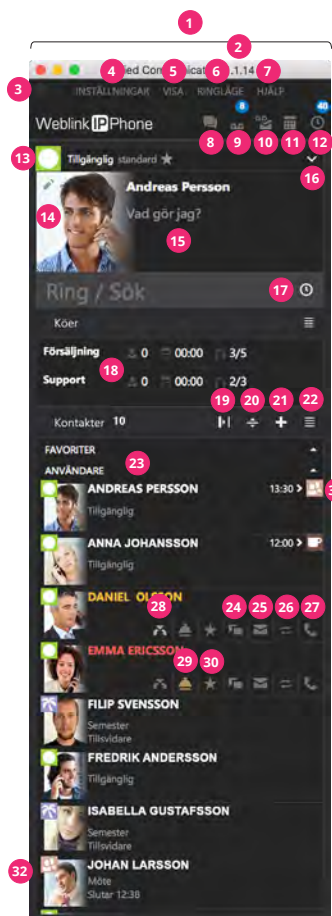 1
2
4 5 6 7
3 INSTÄLLNINGAR VISA RINGLÄGE HJÄLP
8 40
Weblink IP Phone
8 9 10 11 12
13 Tillgänglig standard
16
14 Andreas Persson
Vad gör jag?
15
Ring / Sök 17
Köer
Försäljning 0 00:00 3/5
18
Support 0 00:00 2/3
19 20 21 22
Kontakter 10
FAVORITER
ANVÄNDARE 23
ANDREAS PERSSON 13:30
Tillgänglig
ANNA JOHANSSON 12:00
Tillgänglig
DANIEL OLSSON
28 24 25 26 27
EMMA ERICSSON
29 30
FILIP SVENSSON
Semester
Tillsvidare
FREDRIK ANDERSSON
Tillgänglig
ISABELLA GUSTAFSSON
Semester
Tillsvidare
32 JOHAN LARSSON
Möte
Slutar 12:38